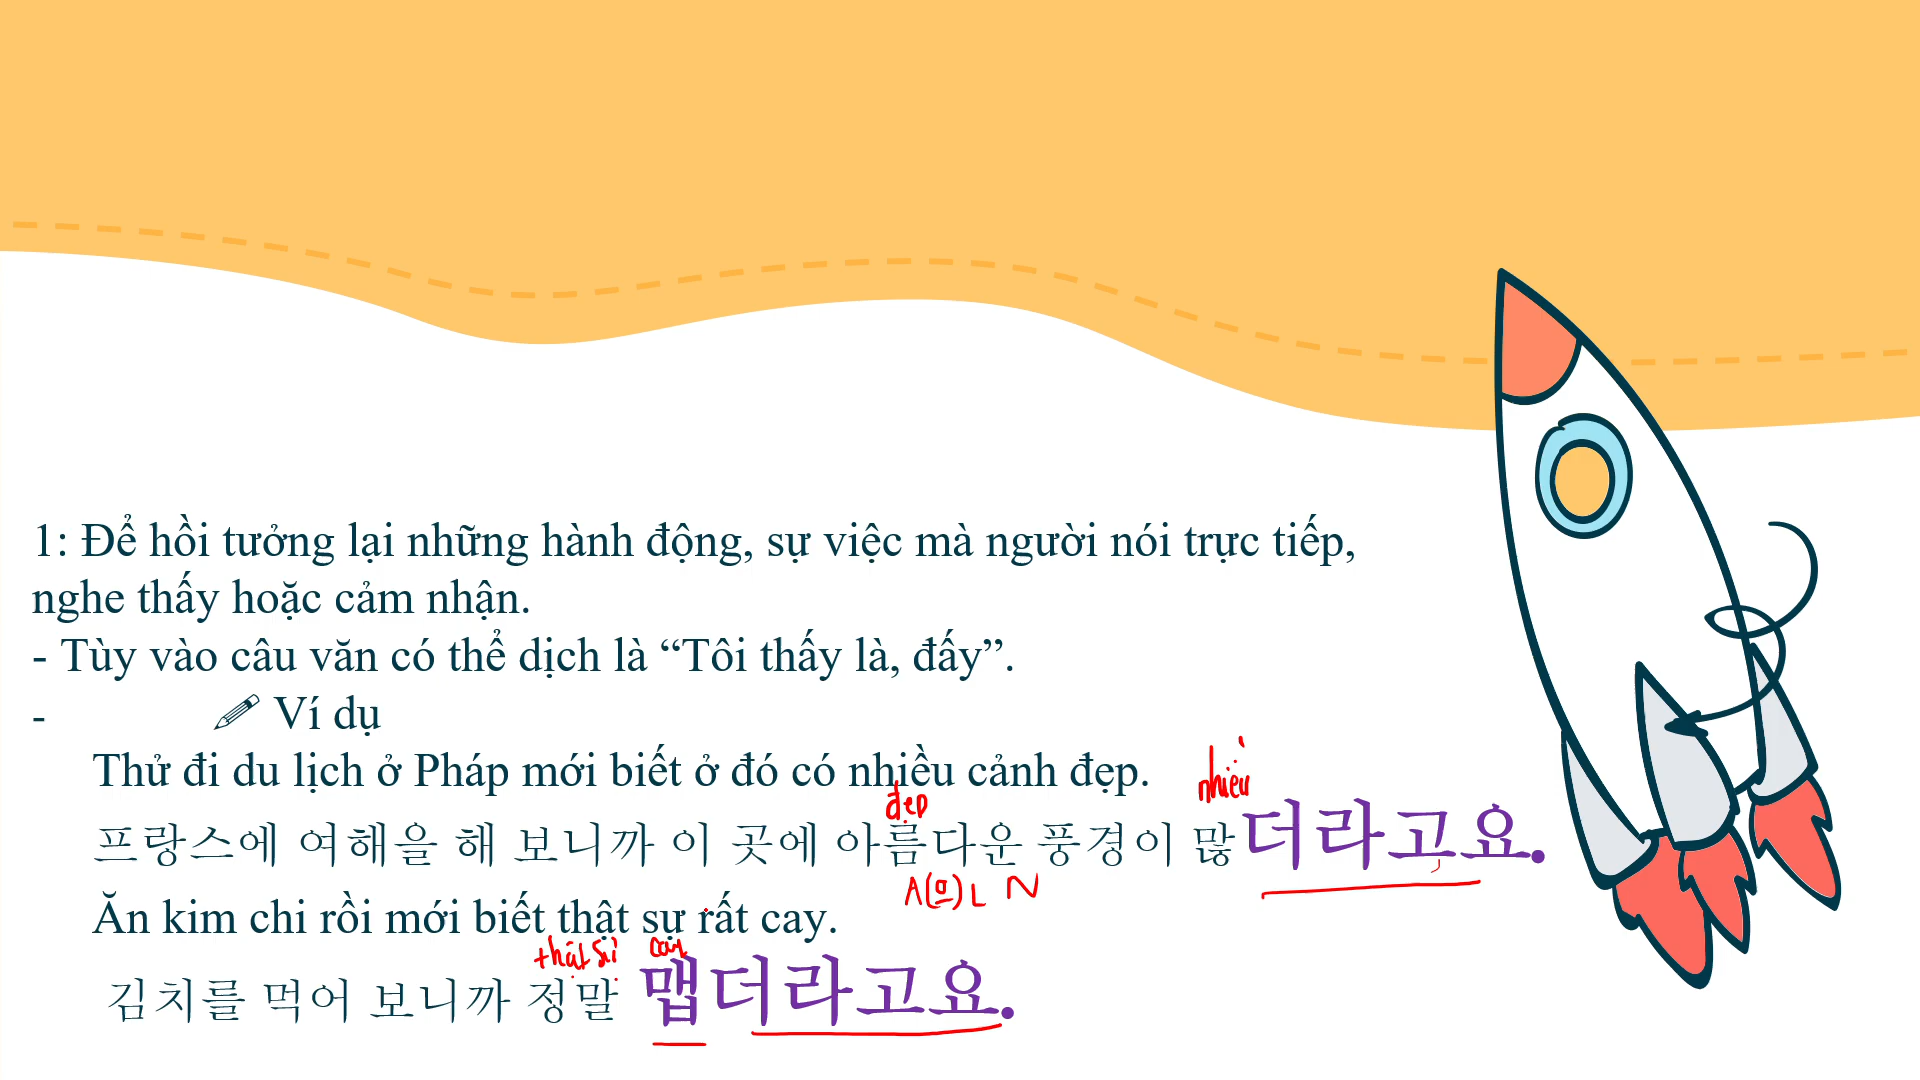 1: Để hồi tưởng lại những hành động, sự việc mà người nói trực tiếp,
nghe thấy hoặc cảm nhận.
- Tùy vào câu văn có thể dịch là “Tôi thấy là, đấy”.
- ✏ Ví dụ
Thử đi du lịch ở Pháp mới biết ở đó có nhiều cảnh đẹp.
đẹp nhiều
프랑스에 여해을 해 보니까 이 곳에 아름다운 풍경이 많더라고요.
A(으)L N
Ăn kim chi rồi mới biết thật sự rất cay.
thật sự cay
김치를 먹어 보니까 정말 맵더라고요.